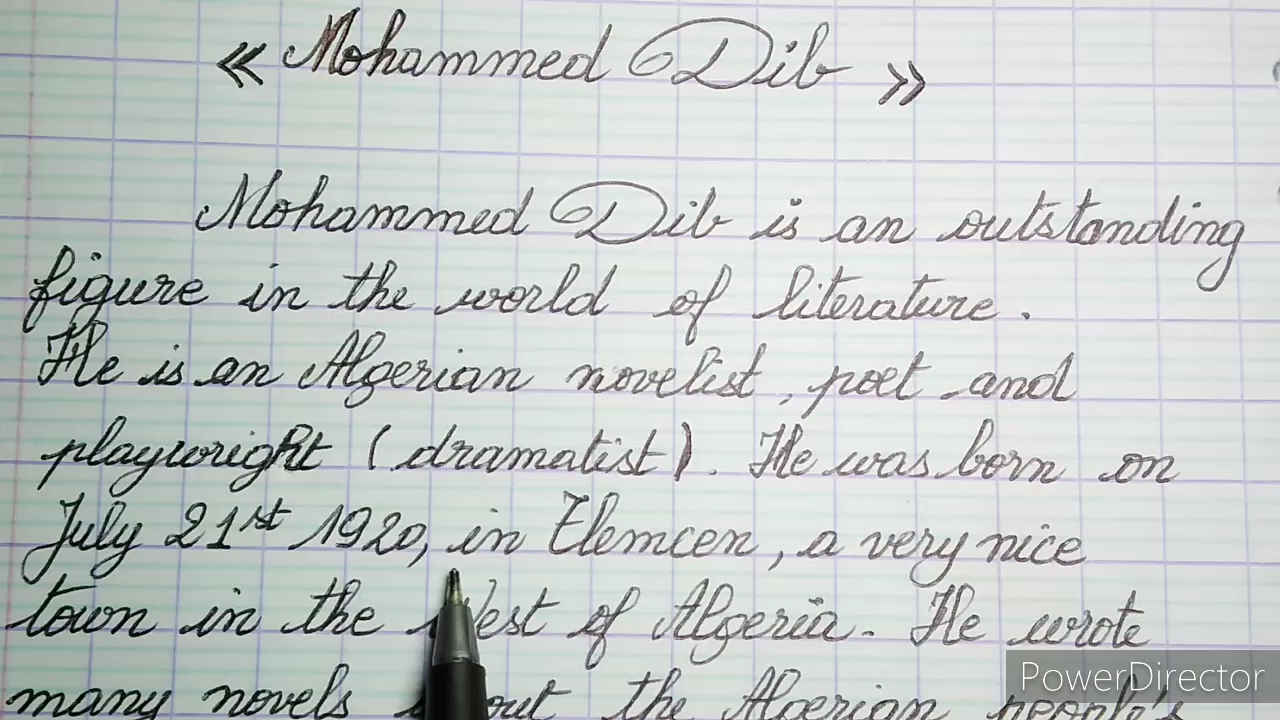 « Mohammed Dib »
Mohammed Dib is an outstanding
figure in the world of literature.
He is an Algerian novelist, poet and
playwright (dramatist). He was born on
July 21st 1920, in Tlemcen, a very nice
town in the West of Algeria. He wrote
many novels about the Algerian people's
PowerDirector